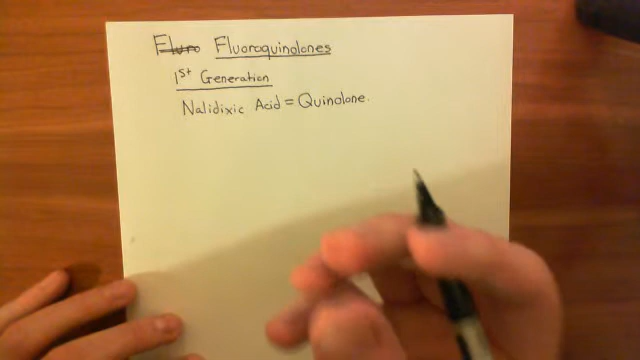 Fluro Fluoroquinolones
1st Generation
Nalidixic Acid = Quinolone.